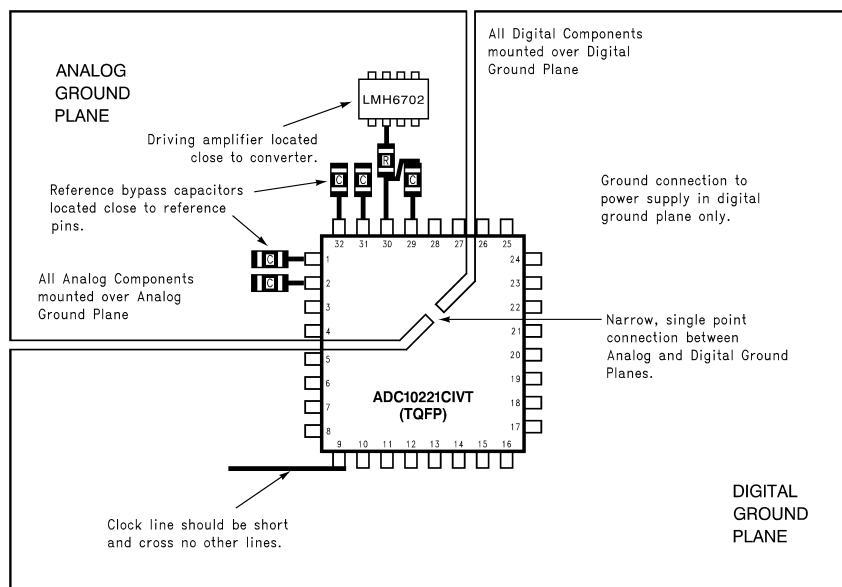 ANALOG
GROUND
PLANE
All Digital Components
mounted over Digital
Ground Plane
LMH6702
Driving amplifier located
close to converter.
R
C
C
C
Reference bypass capacitors
located close to reference
pins.
Ground connection to
power supply in digital
ground plane only.
32 31 30 29 28 27 26 25
C
C
All Analog Components
mounted over Analog
Ground Plane
1
2
3
4
5
6
7
8
24
23
22
21
20
19
18
17
Narrow, single point
connection between
Analog and Digital Ground
Planes.
ADC10221CIVT
(TQFP)
9 10 11 12 13 14 15 16
Clock line should be short
and cross no other lines.
DIGITAL
GROUND
PLANE